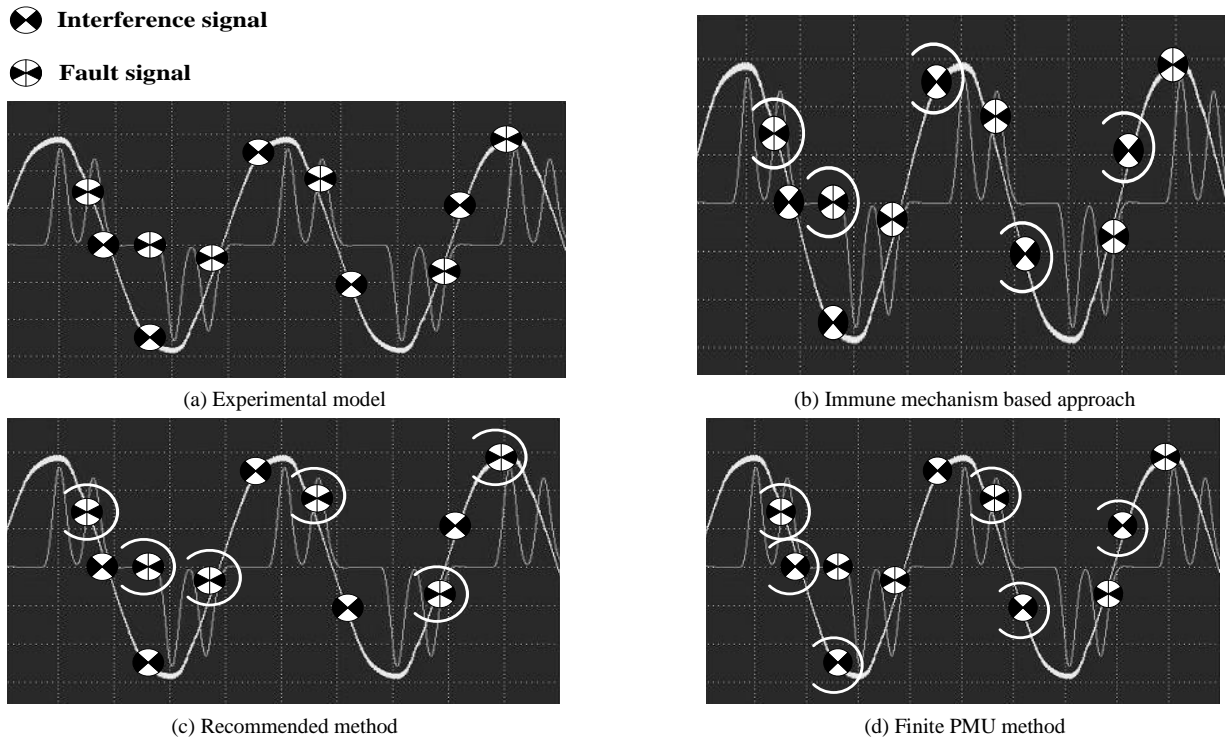 Interference signal
Fault signal
(a) Experimental model
(b) Immune mechanism based approach
(c) Recommended method
(d) Finite PMU method